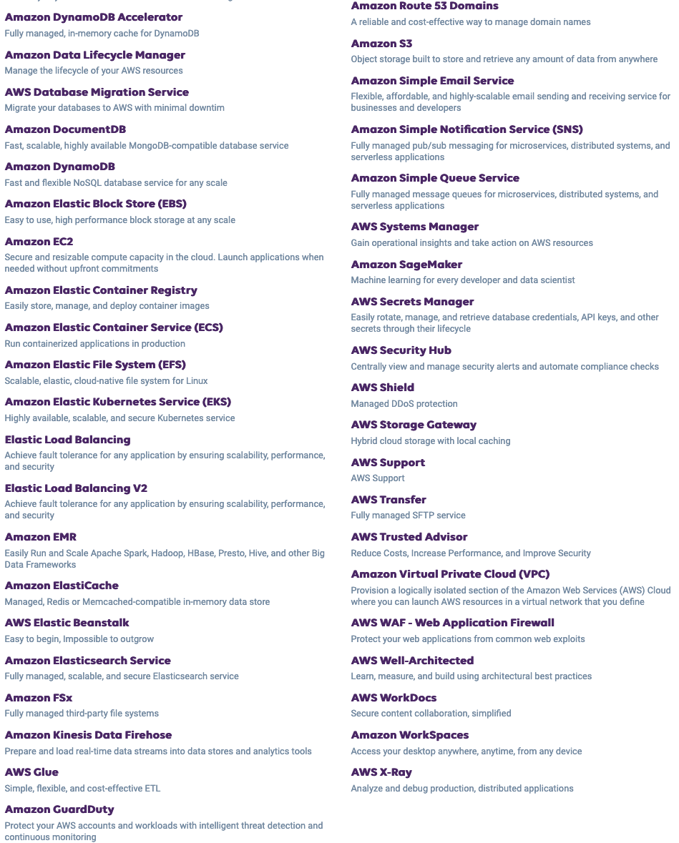 Amazon DynamoDB Accelerator
Fully managed, in-memory cache for DynamoDB
Amazon Data Lifecycle Manager
Manage the lifecycle of your AWS resources
AWS Database Migration Service
Migrate your databases to AWS with minimal downtim
Amazon DocumentDB
Fast, scalable, highly available MongoDB-compatible database service
Amazon DynamoDB
Fast and flexible NoSQL database service for any scale
Amazon Elastic Block Store (EBS)
Easy to use, high performance block storage at any scale
Amazon EC2
Secure and resizable compute capacity in the cloud. Launch applications when
needed without upfront commitments
Amazon Elastic Container Registry
Easily store, manage, and deploy container images
Amazon Elastic Container Service (ECS)
Run containerized applications in production
Amazon Elastic File System (EFS)
Scalable, elastic, cloud-native file system for Linux
Amazon Elastic Kubernetes Service (EKS)
Highly available, scalable, and secure Kubernetes service
Elastic Load Balancing
Achieve fault tolerance for any application by ensuring scalability, performance,
and security
Elastic Load Balancing V2
Achieve fault tolerance for any application by ensuring scalability, performance,
and security
Amazon EMR
Easily Run and Scale Apache Spark, Hadoop, HBase, Presto, Hive, and other Big
Data Frameworks
Amazon ElastiCache
Managed, Redis or Memcached-compatible in-memory data store
AWS Elastic Beanstalk
Easy to begin, Impossible to outgrow
Amazon Elasticsearch Service
Fully managed, scalable, and secure Elasticsearch service
Amazon FSx
Fully managed third-party file systems
Amazon Kinesis Data Firehose
Prepare and load real-time data streams into data stores and analytics tools
AWS Glue
Simple, flexible, and cost-effective ETL
Amazon GuardDuty
Protect your AWS accounts and workloads with intelligent threat detection and
continuous monitoring
Amazon Route 53 Domains
A reliable and cost-effective way to manage domain names
Amazon S3
Object storage built to store and retrieve any amount of data from anywhere
Amazon Simple Email Service
Flexible, affordable, and highly-scalable email sending and receiving service for
businesses and developers
Amazon Simple Notification Service (SNS)
Fully managed pub/sub messaging for microservices, distributed systems, and
serverless applications
Amazon Simple Queue Service
Fully managed message queues for microservices, distributed systems, and
serverless applications
AWS Systems Manager
Gain operational insights and take action on AWS resources
Amazon SageMaker
Machine learning for every developer and data scientist
AWS Secrets Manager
Easily rotate, manage, and retrieve database credentials, API keys, and other
secrets through their lifecycle
AWS Security Hub
Centrally view and manage security alerts and automate compliance checks
AWS Shield
Managed DDoS protection
AWS Storage Gateway
Hybrid cloud storage with local caching
AWS Support
AWS Support
AWS Transfer
Fully managed SFTP service
AWS Trusted Advisor
Reduce Costs, Increase Performance, and Improve Security
Amazon Virtual Private Cloud (VPC)
Provision a logically isolated section of the Amazon Web Services (AWS) Cloud
where you can launch AWS resources in a virtual network that you define
AWS WAF - Web Application Firewall
Protect your web applications from common web exploits
AWS Well-Architected
Learn, measure, and build using architectural best practices
AWS WorkDocs
Secure content collaboration, simplified
Amazon WorkSpaces
Access your desktop anywhere, anytime, from any device
AWS X-Ray
Analyze and debug production, distributed applications